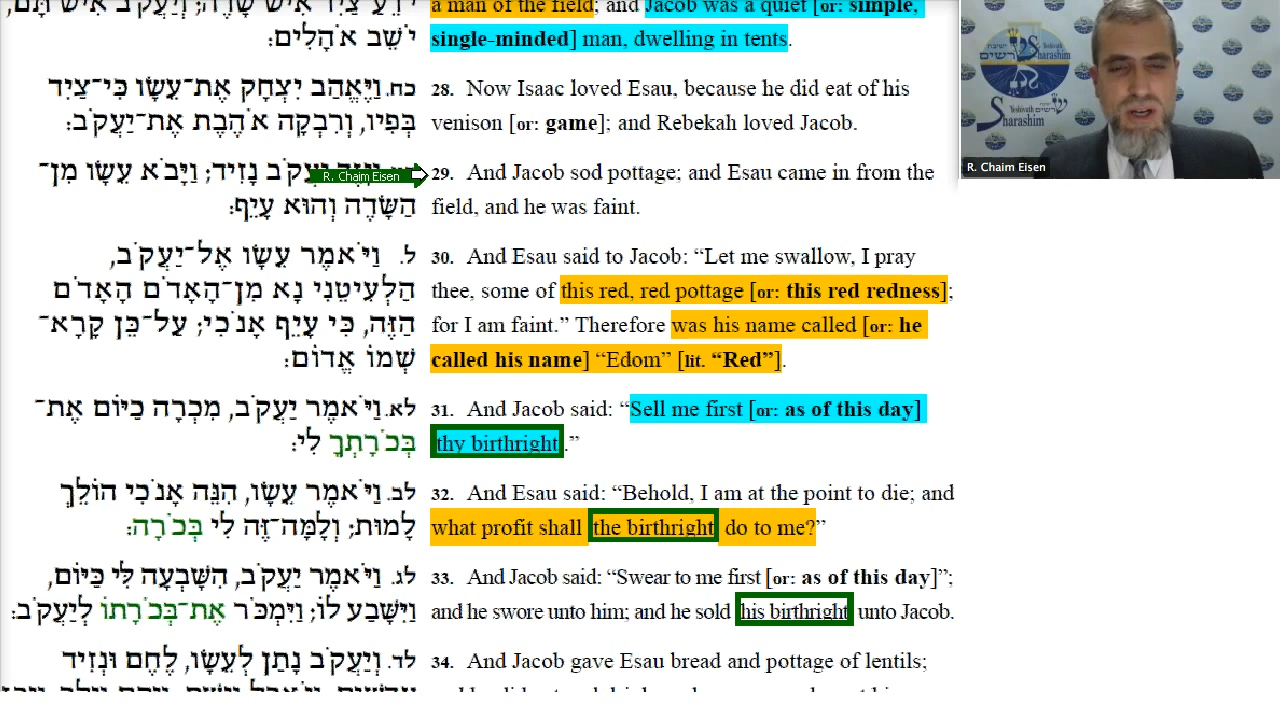 יֹדֵעַ צַיִד אִישׁ שָׂדֶה; וְיַעֲקֹב אִישׁ תָּם,
יֹשֵׁב אֹהָלִים:
a man of the field; and Jacob was a quiet [or: simple,
single-minded] man, dwelling in tents.
כח. וַיֶּאֱהַב יִצְחָק אֶת־עֵשָׂו כִּי־צַיִד
בְּפִיו, וְרִבְקָה אֹהֶבֶת אֶת־יַעֲקֹב:
28. Now Isaac loved Esau, because he did eat of his
venison [or: game]; and Rebekah loved Jacob.
נָזִיד; וַיָּבֹא עֵשָׂו מִן־
הַשָּׂדֶה וְהוּא עָיֵף:
R. Chaim Eisen
29. And Jacob sod pottage; and Esau came in from the
field, and he was faint.
ל. וַיֹּאמֶר עֵשָׂו אֶל־יַעֲקֹב,
הַלְעִיטֵנִי נָא מִן־הָאָדֹם הָאָדֹם
הַזֶּה, כִּי עָיֵף אָנֹכִי; עַל־כֵּן קָרָא־
שְׁמוֹ אֱדוֹם:
30. And Esau said to Jacob: “Let me swallow, I pray
thee, some of this red, red pottage [or: this red redness];
for I am faint.” Therefore was his name called [or: he
called his name] “Edom” [lit. “Red”].
לא. וַיֹּאמֶר יַעֲקֹב, מִכְרָה כַיּוֹם אֶת־
בְּכֹרָתְךָ לִי:
31. And Jacob said: “Sell me first [or: as of this day]
thy birthright.”
לב. וַיֹּאמֶר עֵשָׂו, הִנֵּה אָנֹכִי הוֹלֵךְ
לָמוּת; וְלָמָּה־זֶּה לִי בְּכֹרָה:
32. And Esau said: “Behold, I am at the point to die; and
what profit shall the birthright do to me?”
לג. וַיֹּאמֶר יַעֲקֹב, הִשָּׁבְעָה לִּי כַּיּוֹם,
וַיִּשָּׁבַע לוֹ; וַיִּמְכֹּר אֶת־בְּכֹרָתוֹ לְיַעֲקֹב:
33. And Jacob said: “Swear to me first [or: as of this day]”;
and he swore unto him; and he sold his birthright unto Jacob.
לד. וְיַעֲקֹב נָתַן לְעֵשָׂו, לֶחֶם וּנְזִיד
34. And Jacob gave Esau bread and pottage of lentils;
ישיבת
שרשים
Yeshivath
Sharashim
Yeshivath
Sharashim
R. Chaim Eisen